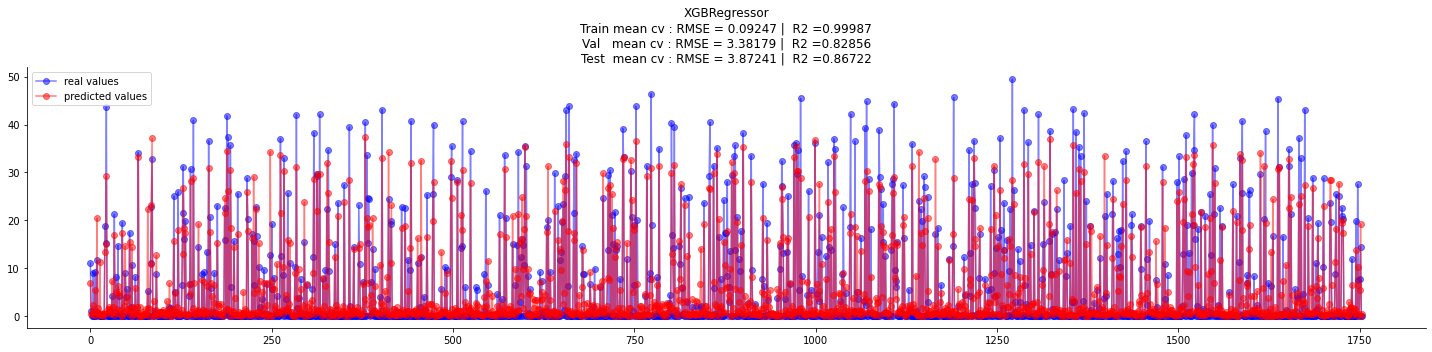 XGBRegressor
Train mean cv : RMSE = 0.09247 | R2 =0.99987
Val mean cv : RMSE = 3.38179 | R2 =0.82856
Test mean cv : RMSE = 3.87241 | R2 =0.86722
real values
predicted values
50
40
30
20
10
0
0 250 500 750 1000 1250 1500 1750